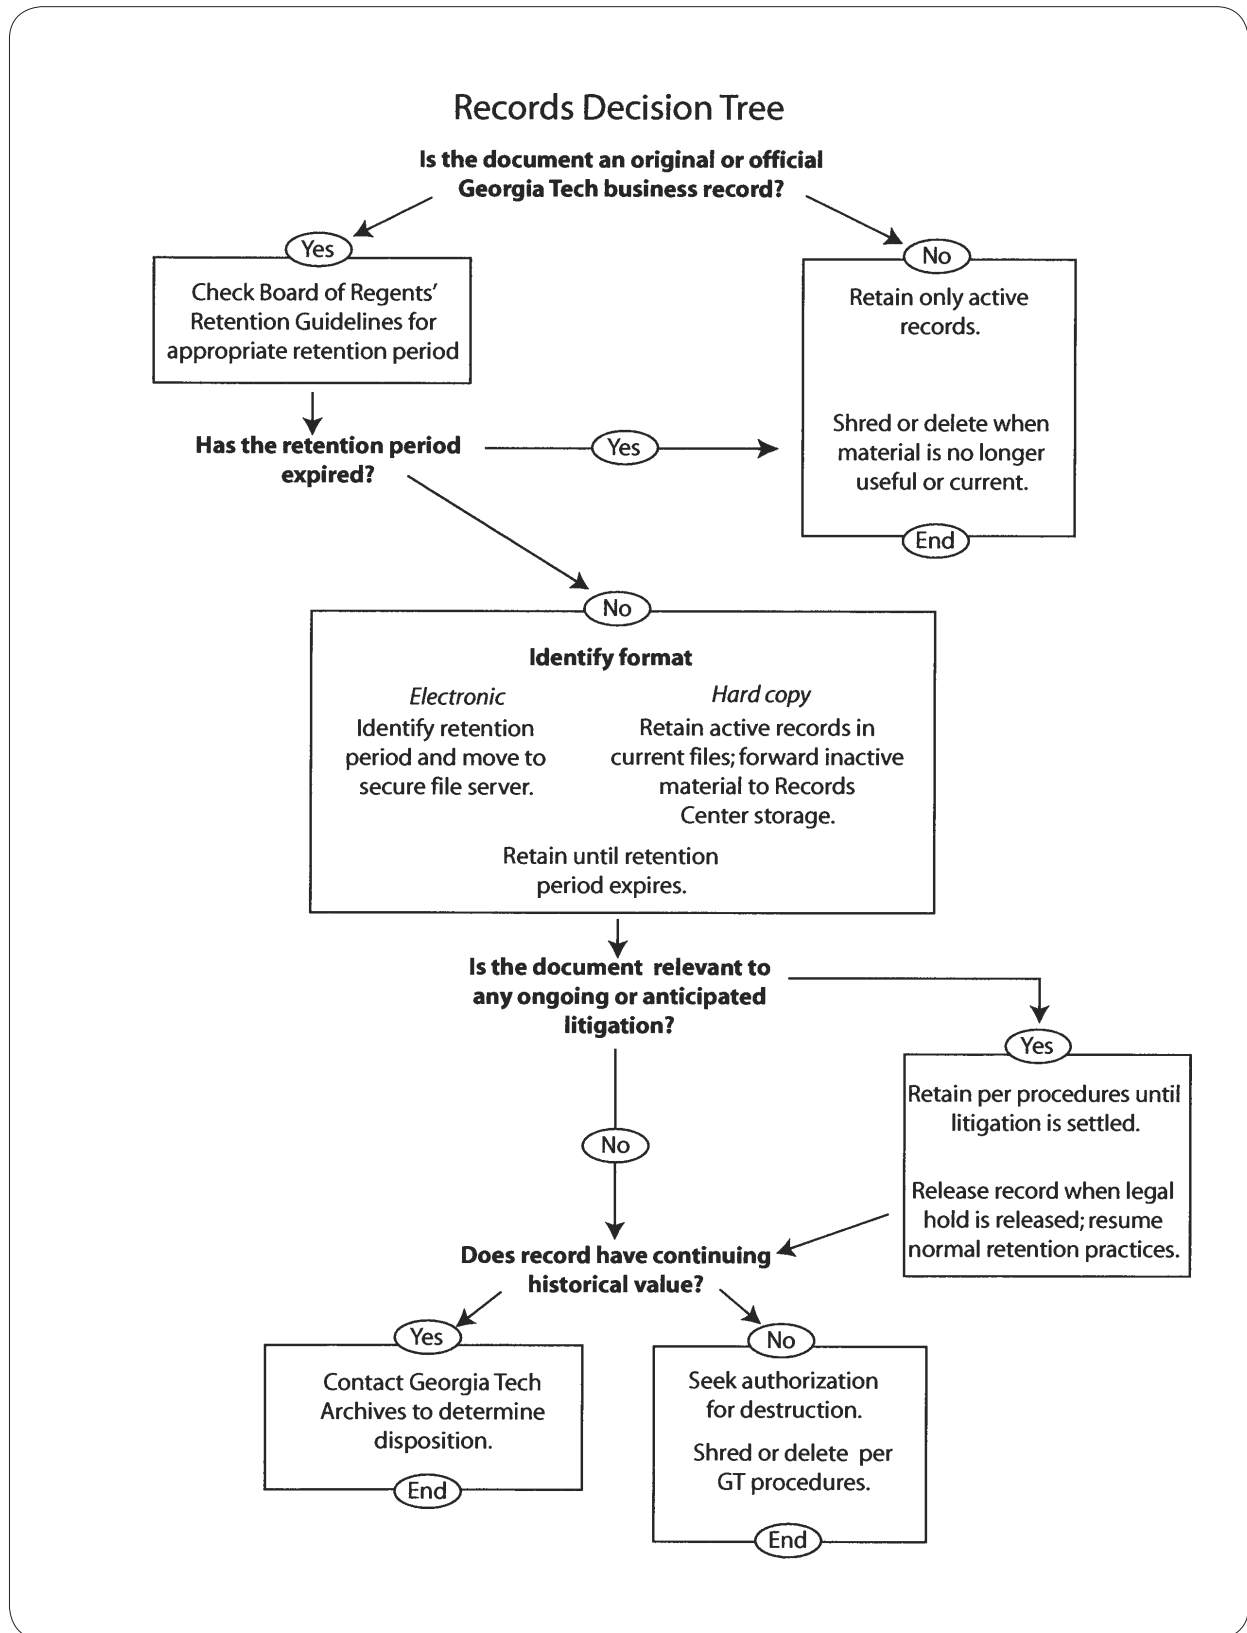 Records Decision Tree
Is the document an original or official
Georgia Tech business record?
Yes
Check Board of Regents'
Retention Guidelines for
appropriate retention period
No
Retain only active
records.
Shred or delete when
material is no longer
useful or current.
End
Has the retention period
expired?
Yes
No
Identify format
Electronic
Identify retention
period and move to
secure file server.
Hard copy
Retain active records in
current files; forward inactive
material to Records
Center storage.
Retain until retention
period expires.
Is the document relevant to
any ongoing or anticipated
litigation?
Yes
Retain per procedures until
litigation is settled.
Release record when legal
hold is released; resume
normal retention practices.
No
Does record have continuing
historical value?
Yes
Contact Georgia Tech
Archives to determine
disposition.
End
No
Seek authorization
for destruction.
Shred or delete per
GT procedures.
End